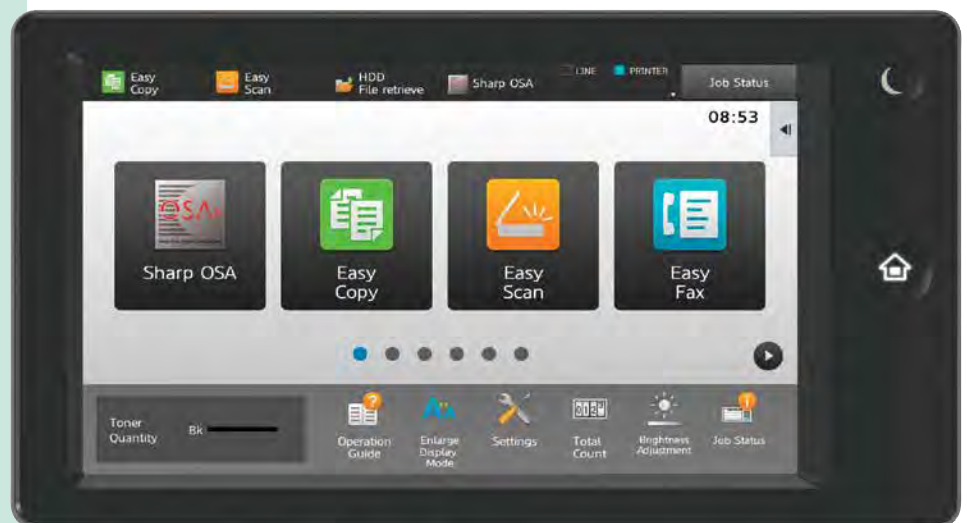 Easy
Copy
Easy
Scan
HDD
File retrieve
Sharp OSA
LINE
PRINTER
Job Status
08:53
OSA
Sharp OSA
Easy
Copy
Easy
Scan
Easy
Fax
Toner
Quantity
Bk
Operation
Guide
Enlarge
Display
Mode
Settings
Total
Count
Brightness
Adjustment
Job Status